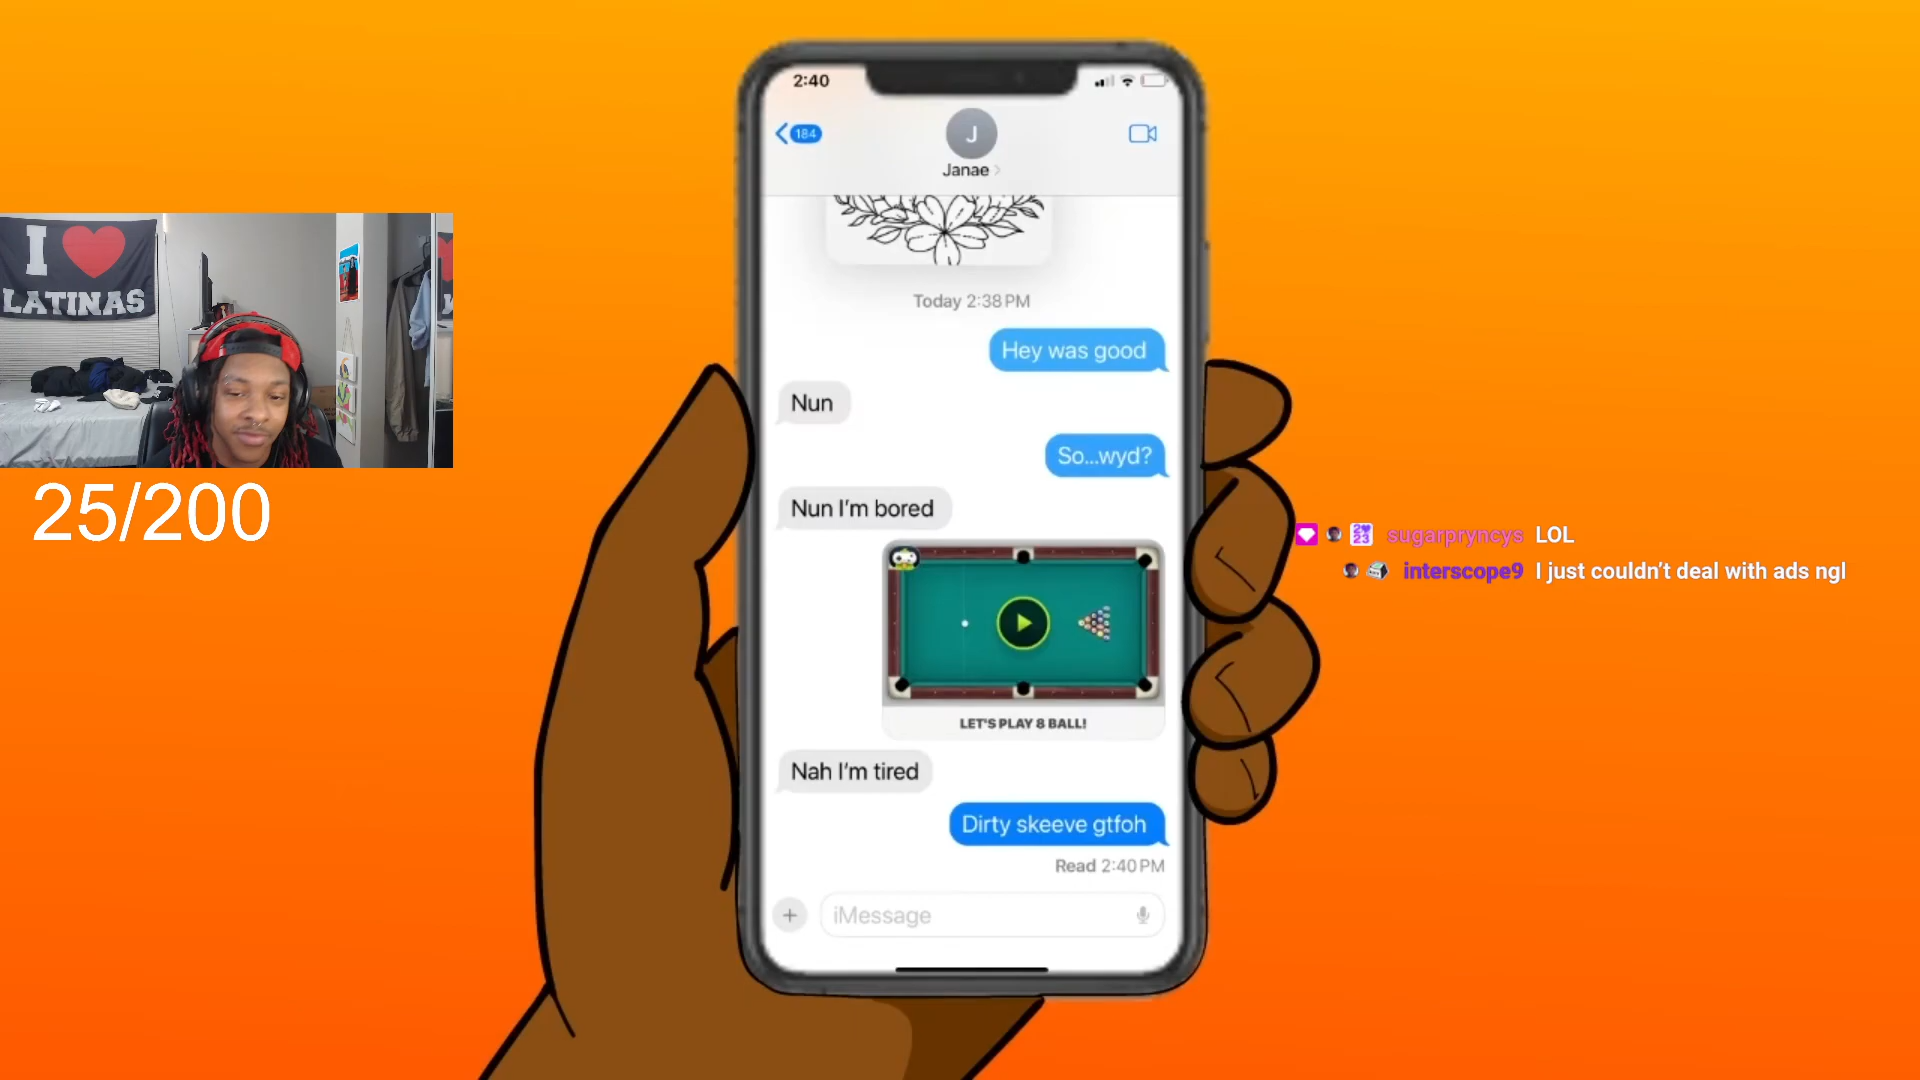 I ❤ LATINAS
25/200
2:40
184
J
Janae
Today 2:38 PM
Hey was good
Nun
So...wyd?
Nun I'm bored
LET'S PLAY 8 BALL!
Nah I'm tired
Dirty skeeve gtfoh
Read 2:40 PM
iMessage
sugarpryncys LOL
interscope9 I just couldn't deal with ads ngl